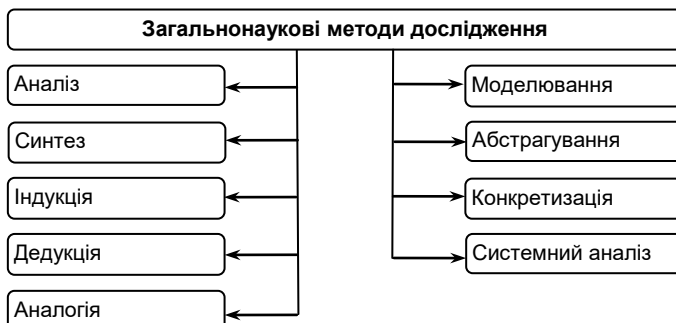 Загальнонаукові методи дослідження
Аналіз
Синтез
Індукція
Дедукція
Аналогія
Моделювання
Абстрагування
Конкретизація
Системний аналіз